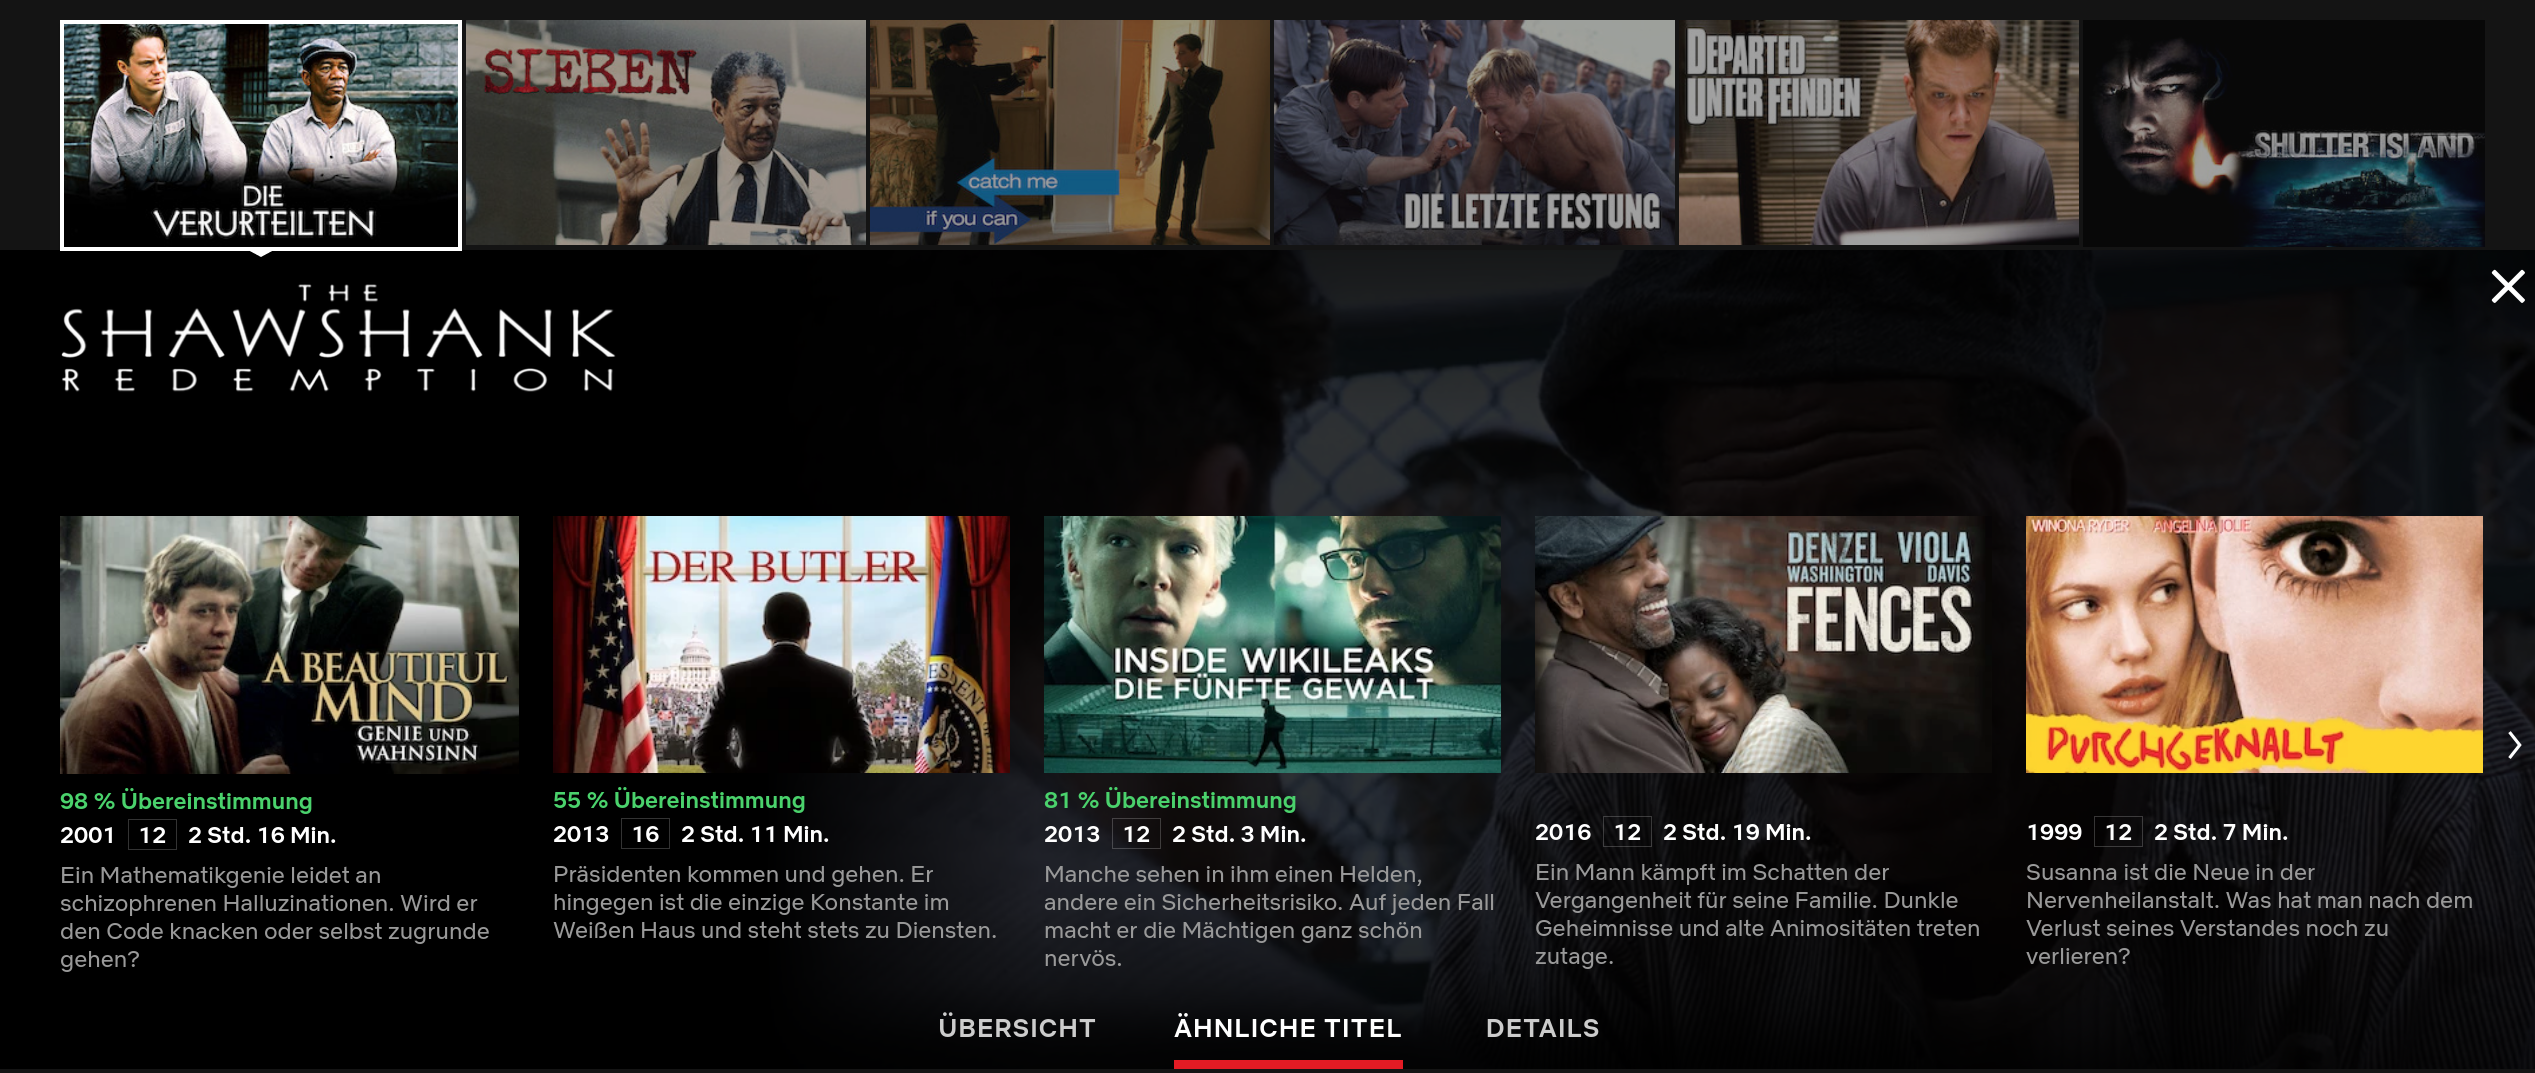 DIE
VERURTEILTEN
SIEBEN
catch me
if you can
DIE LETZTE FESTUNG
DEPARTED
UNTER FEINDEN
SHUTTER ISLAND
THE
SHAWSHANK
REDEMPTION
A BEAUTIFUL
MIND
GENIE UND
WAHNSINN
98 % Übereinstimmung
2001 12 2 Std. 16 Min.
Ein Mathematikgenie leidet an
schizophrenen Halluzinationen. Wird er
den Code knacken oder selbst zugrunde
gehen?
DER BUTLER
55 % Übereinstimmung
2013 16 2 Std. 11 Min.
Präsidenten kommen und gehen. Er
hingegen ist die einzige Konstante im
Weißen Haus und steht stets zu Diensten.
INSIDE WIKILEAKS
DIE FÜNFTE GEWALT
81 % Übereinstimmung
2013 12 2 Std. 3 Min.
Manche sehen in ihm einen Helden,
andere ein Sicherheitsrisiko. Auf jeden Fall
macht er die Mächtigen ganz schön
nervös.
DENZEL VIOLA
WASHINGTON DAVIS
FENCES
2016 12 2 Std. 19 Min.
Ein Mann kämpft im Schatten der
Vergangenheit für seine Familie. Dunkle
Geheimnisse und alte Animositäten treten
zutage.
WINONA RYDER ANGELINA JOLIE
DURCHGEKNALLT
1999 12 2 Std. 7 Min.
Susanna ist die Neue in der
Nervenheilanstalt. Was hat man nach dem
Verlust seines Verstandes noch zu
verlieren?
ÜBERSICHT ÄHNLICHE TITEL DETAILS